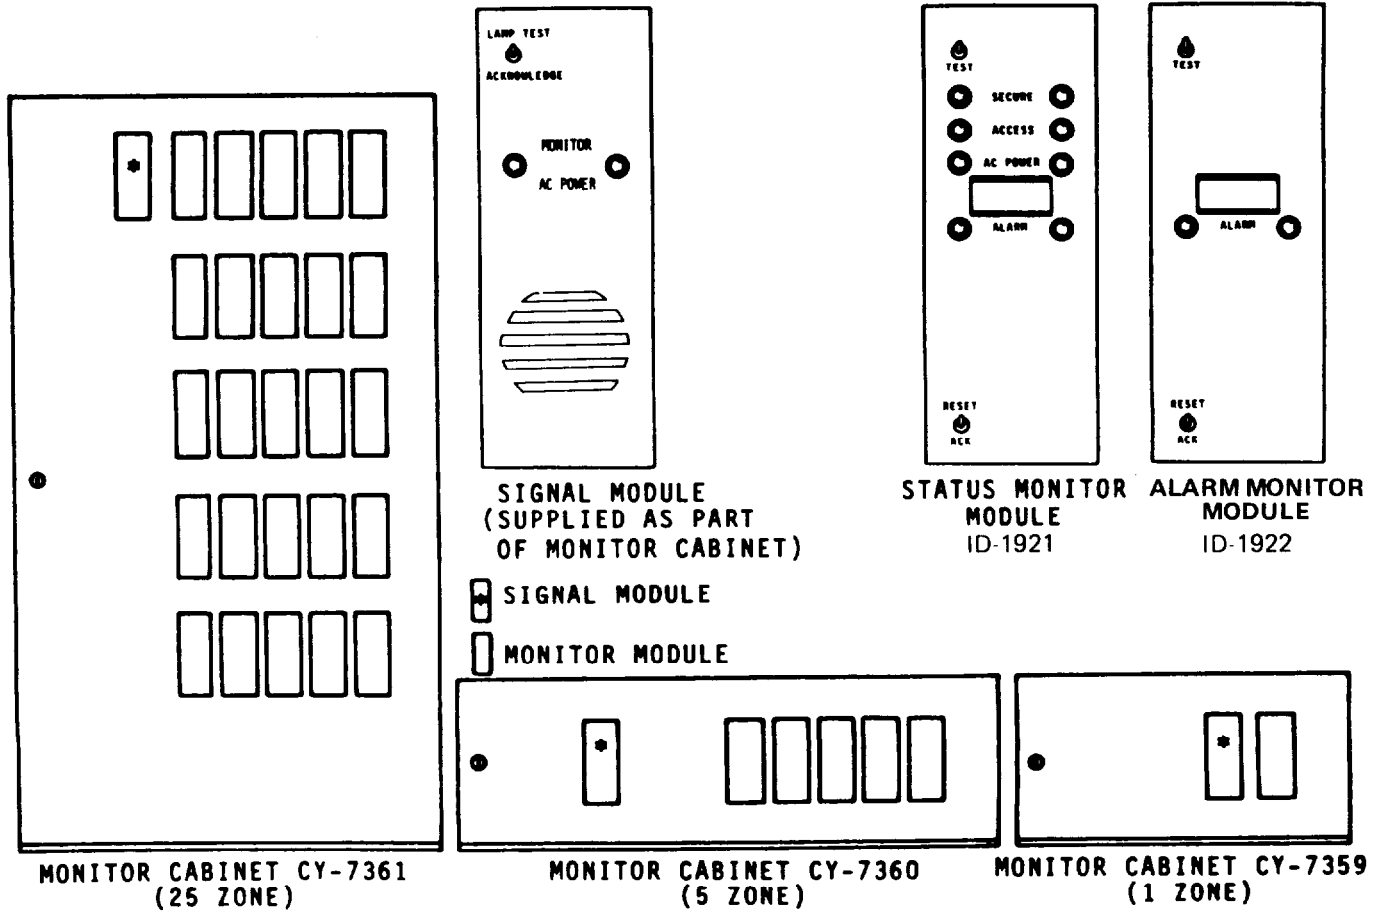 LAMP TEST
ACKNOWLEDGE
MONITOR
AC POWER
TEST
SECURE
ACCESS
AC POWER
ALARM
RESET
ACK
TEST
ALARM
RESET
ACK
SIGNAL MODULE
(SUPPLIED AS PART
OF MONITOR CABINET)
STATUS MONITOR
MODULE
ID-1921
ALARM MONITOR
MODULE
ID-1922
* SIGNAL MODULE
MONITOR MODULE
MONITOR CABINET CY-7361
(25 ZONE)
MONITOR CABINET CY-7360
(5 ZONE)
MONITOR CABINET CY-7359
(1 ZONE)